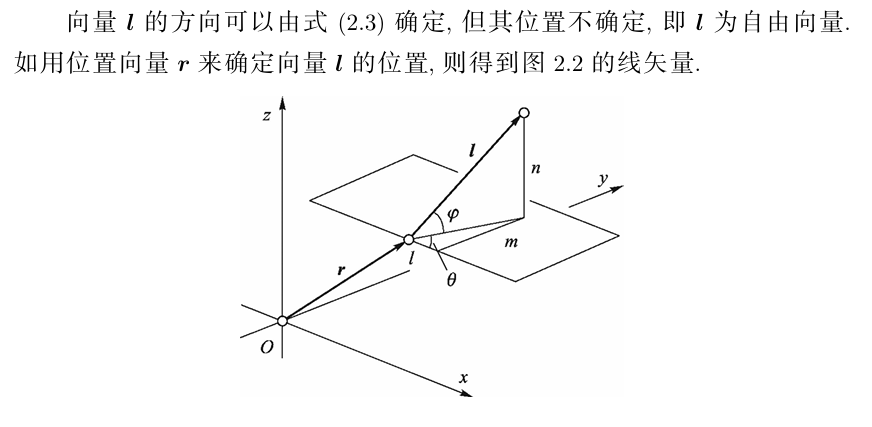 向量 l 的方向可以由式 (2.3) 确定, 但其位置不确定, 即 l 为自由向量.
如用位置向量 r 来确定向量 l 的位置, 则得到图 2.2 的线矢量.
z
l
n
y
φ
m
l
r
θ
O
x